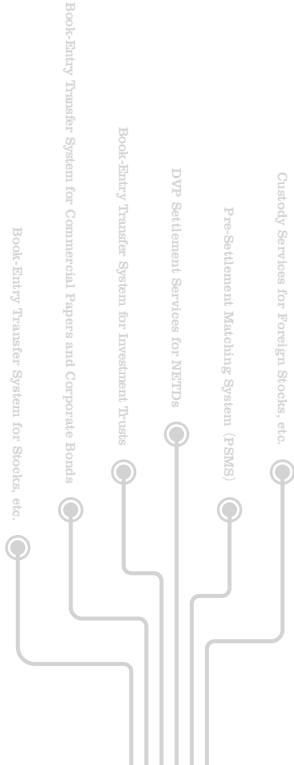 Book-Entry Transfer System for Stocks, etc.
Book-Entry Transfer System for Commercial Papers and Corporate Bonds
Book-Entry Transfer System for Investment Trusts
DVP Settlement Services for NETDs
Pre-Settlement Matching System (PSMS)
Custody Services for Foreign Stocks, etc.